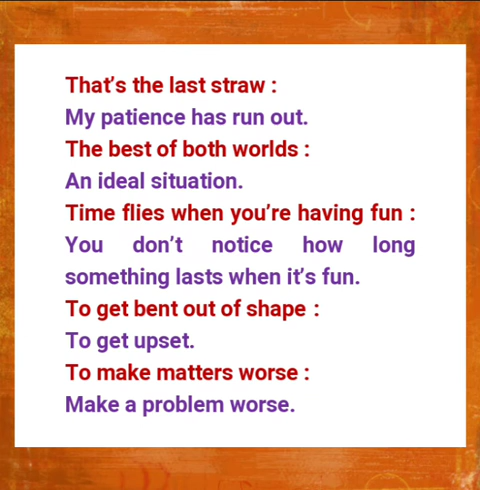 That’s the last straw :
My patience has run out.
The best of both worlds :
An ideal situation.
Time flies when you’re having fun :
You don’t notice how long
something lasts when it’s fun.
To get bent out of shape :
To get upset.
To make matters worse :
Make a problem worse.